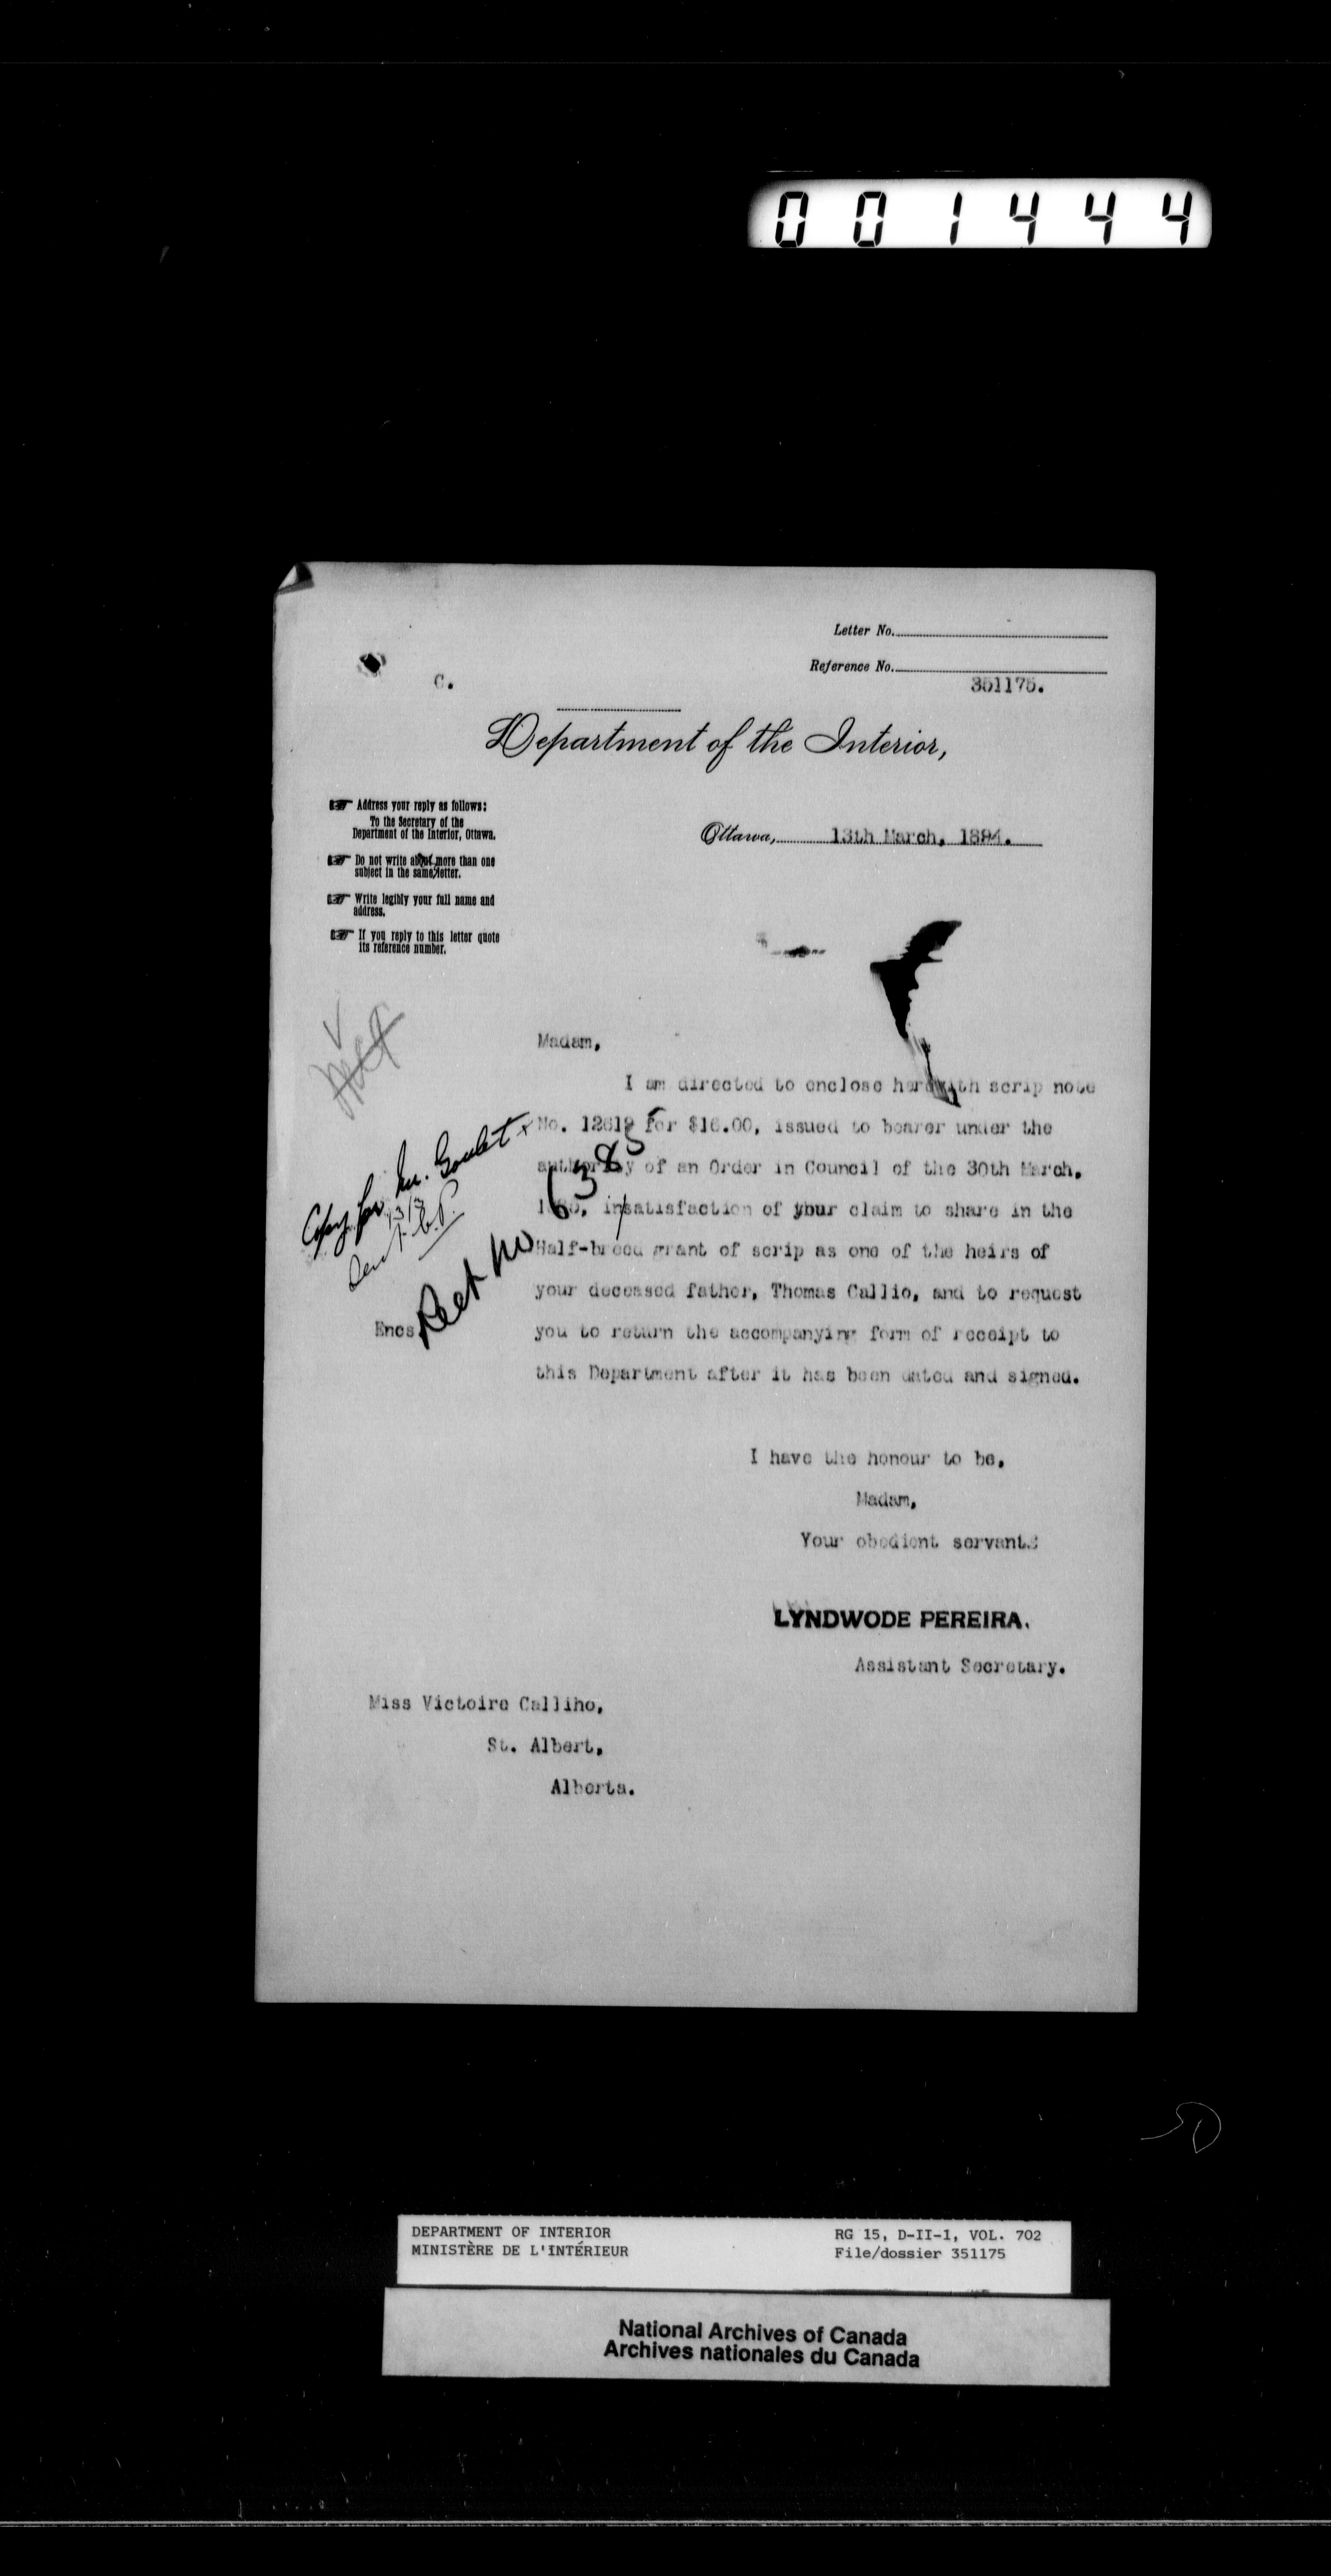 001444
Letter No.
Reference No.
351175.
C.
Department of the Interior,
Address your reply as follows:
To the Secretary of the
Department of the Interior, Ottawa.
Do not write about more than one
subject in the same letter.
Write legibly your full name and
address.
If you reply to this letter quote
its reference number.
Ottawa, 13th March, 1894.
Madam,
I am directed to enclose herewith scrip note
No. for $16.00, issued to bearer under the
authority of an Order in Council of the 30th March,
insatisfaction of your claim to share in the
Half-breed grant of scrip as one of the heirs of
your deceased father, Thomas Callio, and to request
you to return the accompanying form of receipt to
this Department after it has been dated and signed.
Copy for Mr. Goulet
Rect no 6385
Encs.
I have the honour to be,
Madam,
Your obedient servant.
LYNDWODE PEREIRA.
Assistant Secretary.
Miss Victoire Calliho,
St. Albert,
Alberta.
DEPARTMENT OF INTERIOR
MINISTÈRE DE L'INTÉRIEUR
RG 15, D-II-1, VOL. 702
File/dossier 351175
National Archives of Canada
Archives nationales du Canada